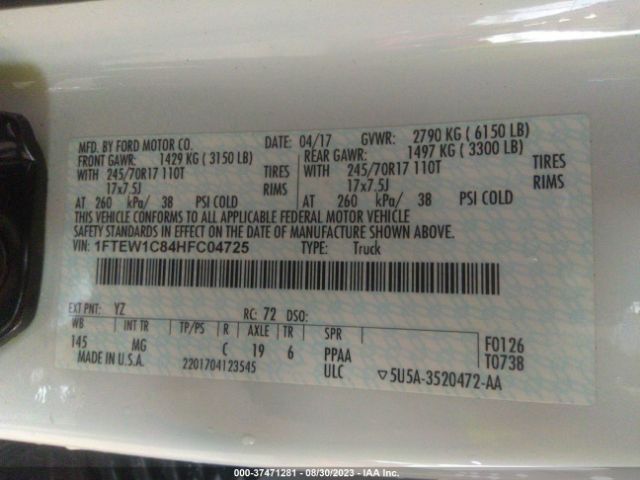 MFD. BY FORD MOTOR CO. DATE: 04/17 GVWR: 2790 KG ( 6150 LB)
FRONT GAWR: 1429 KG ( 3150 LB) REAR GAWR: 1497 KG ( 3300 LB)
WITH 245/70R17 110T TIRES WITH 245/70R17 110T TIRES
17x7.5J RIMS 17x7.5J RIMS
AT 260 kPa/ 38 PSI COLD AT 260 kPa/ 38 PSI COLD
THIS VEHICLE CONFORMS TO ALL APPLICABLE FEDERAL MOTOR VEHICLE
SAFETY STANDARDS IN EFFECT ON THE DATE OF MANUFACTURE SHOWN ABOVE.
VIN: 1FTEW1C84HFC04725 TYPE: Truck
EXT PNT: YZ RC: 72 DSO:
WB INT TR TP/PS R AXLE TR SPR
145 MG C 19 6 PPAA F0126
MADE IN U.S.A. 2201704123545 ULC T0738
▽5U5A-3520472-AA
000-37471281 - 08/30/2023 - IAA Inc.